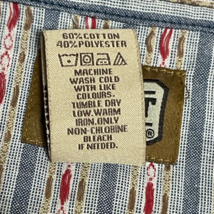 60% COTTON
40% POLYESTER
MACHINE
WASH COLD
WITH LIKE
COLOURS.
TUMBLE DRY
LOW. WARM
IRON. ONLY
NON-CHLORINE
BLEACH
IF NEEDED.
®